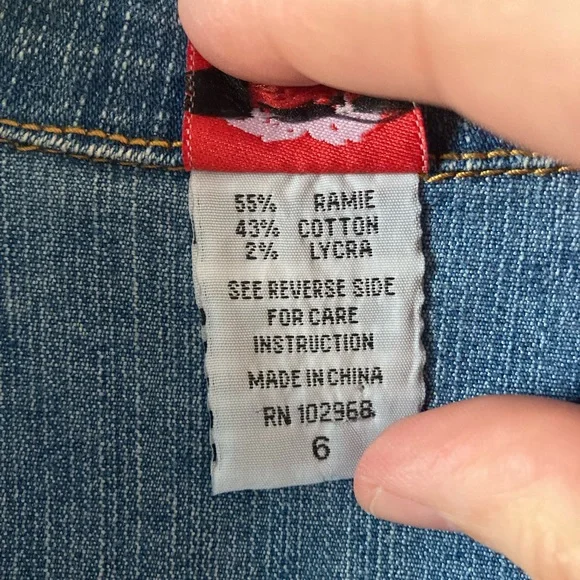 55% RAMIE
43% COTTON
2% LYCRA
SEE REVERSE SIDE
FOR CARE
INSTRUCTION
MADE IN CHINA
RN 102968
6